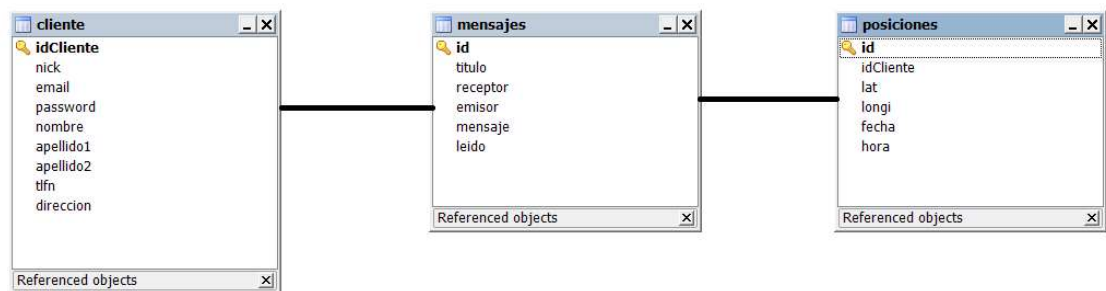 cliente
idCliente
nick
email
password
nombre
apellido1
apellido2
tlfn
direccion
Referenced objects
mensajes
id
titulo
receptor
emisor
mensaje
leido
Referenced objects
posiciones
id
idCliente
lat
longi
fecha
hora
Referenced objects